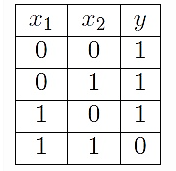 x₁ x₂ y
0 0 1
0 1 1
1 0 1
1 1 0